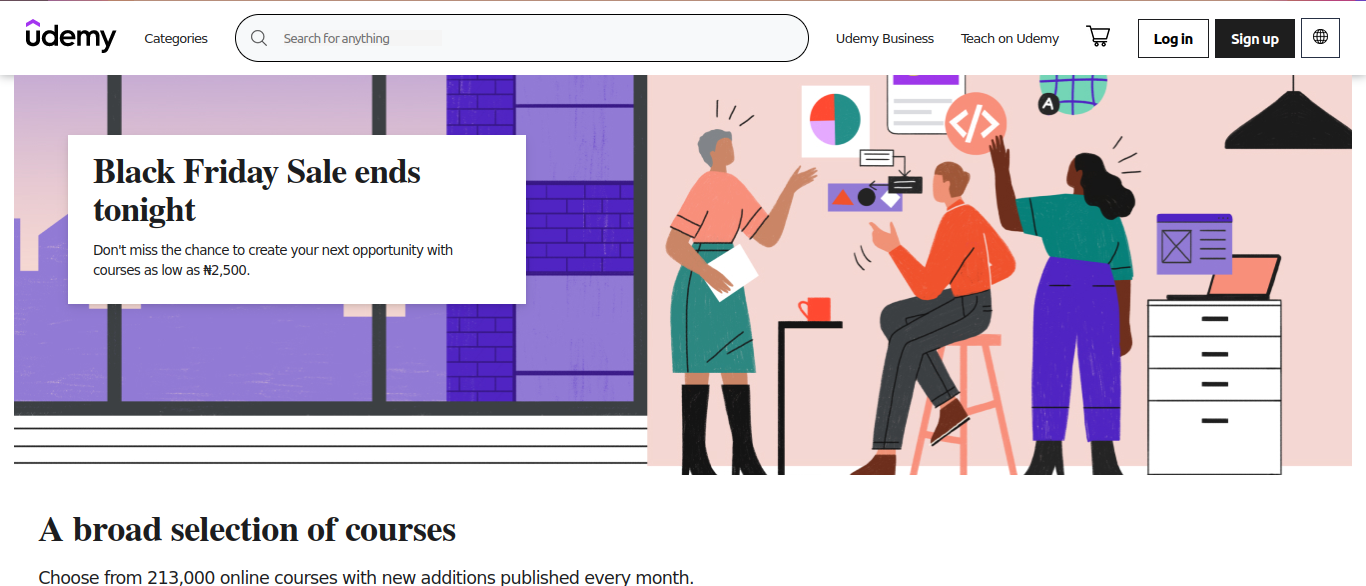 udemy
Categories
Search for anything
Udemy Business
Teach on Udemy
Log in
Sign up
Black Friday Sale ends
tonight
Don't miss the chance to create your next opportunity with
courses as low as ₦2,500.
</>
A
A broad selection of courses
Choose from 213,000 online courses with new additions published every month.